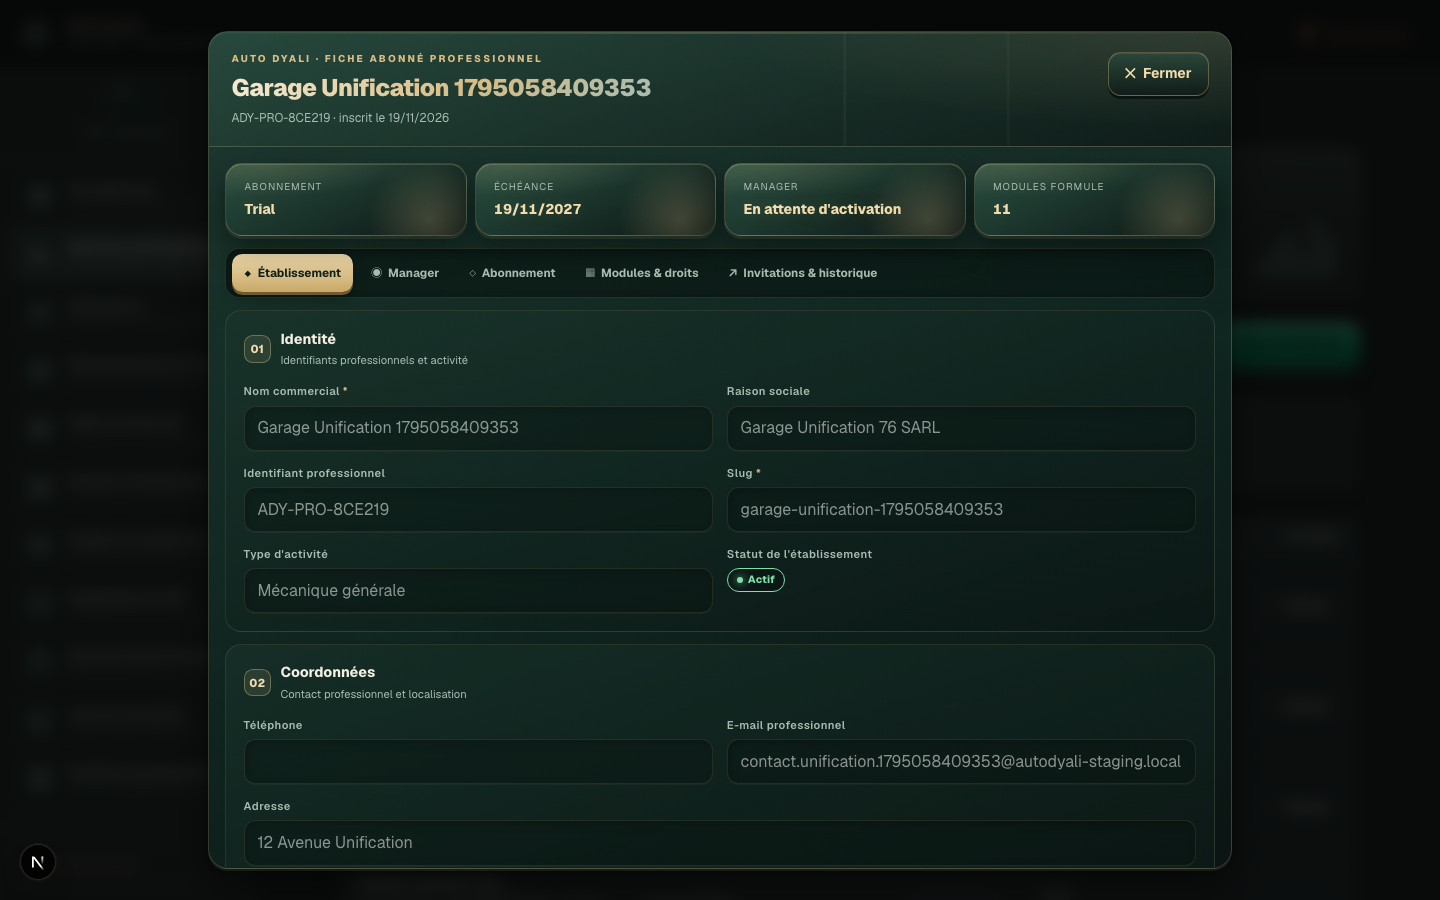 AUTO DYALI · FICHE ABONNÉ PROFESSIONNEL
Garage Unification 1795058409353
ADY-PRO-8CE219 · inscrit le 19/11/2026
Fermer
ABONNEMENT
Trial
ÉCHÉANCE
19/11/2027
MANAGER
En attente d'activation
MODULES FORMULE
11
Établissement
Manager
Abonnement
Modules & droits
Invitations & historique
01
Identité
Identifiants professionnels et activité
Nom commercial *
Raison sociale
Garage Unification 1795058409353
Garage Unification 76 SARL
Identifiant professionnel
Slug *
ADY-PRO-8CE219
garage-unification-1795058409353
Type d'activité
Statut de l'établissement
Mécanique générale
Actif
02
Coordonnées
Contact professionnel et localisation
Téléphone
E-mail professionnel
contact.unification.1795058409353@autodyali-staging.local
Adresse
12 Avenue Unification
N